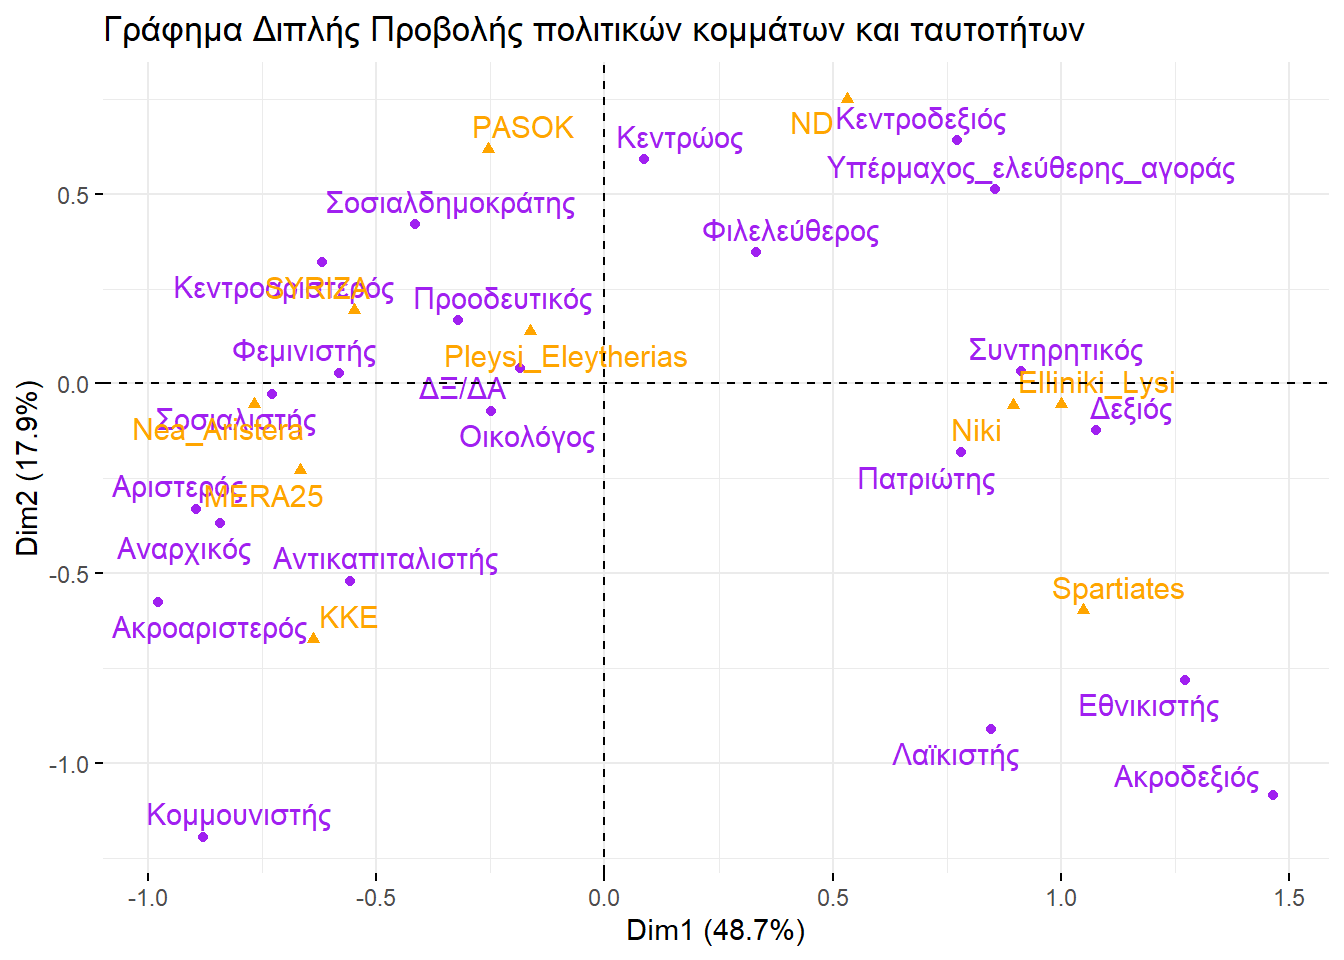 Γράφημα Διπλής Προβολής πολιτικών κομμάτων και ταυτοτήτων
PASOK
ND
Κεντροδεξιός
Κεντρώος
Υπέρμαχος_ελεύθερης_αγοράς
0.5
Σοσιαλδημοκράτης
Φιλελεύθερος
Κεντροαριστερός
SYRIZA
Προοδευτικός
Φεμινιστής
Pleysi_Eleytherias
Συντηρητικός
0.0
ΔΞ/ΔΑ
Elliniki_Lysi
Δεξιός
Σοσιαλιστής
Nea_Aristera
Οικολόγος
Niki
Πατριώτης
Αριστερός
MERA25
Αναρχικός
Αντικαπιταλιστής
-0.5
Spartiates
KKE
Ακροαριστερός
Εθνικιστής
Λαϊκιστής
-1.0
Ακροδεξιός
Κομμουνιστής
-1.0
-0.5
0.0
0.5
1.0
1.5
Dim1 (48.7%)
Dim2 (17.9%)